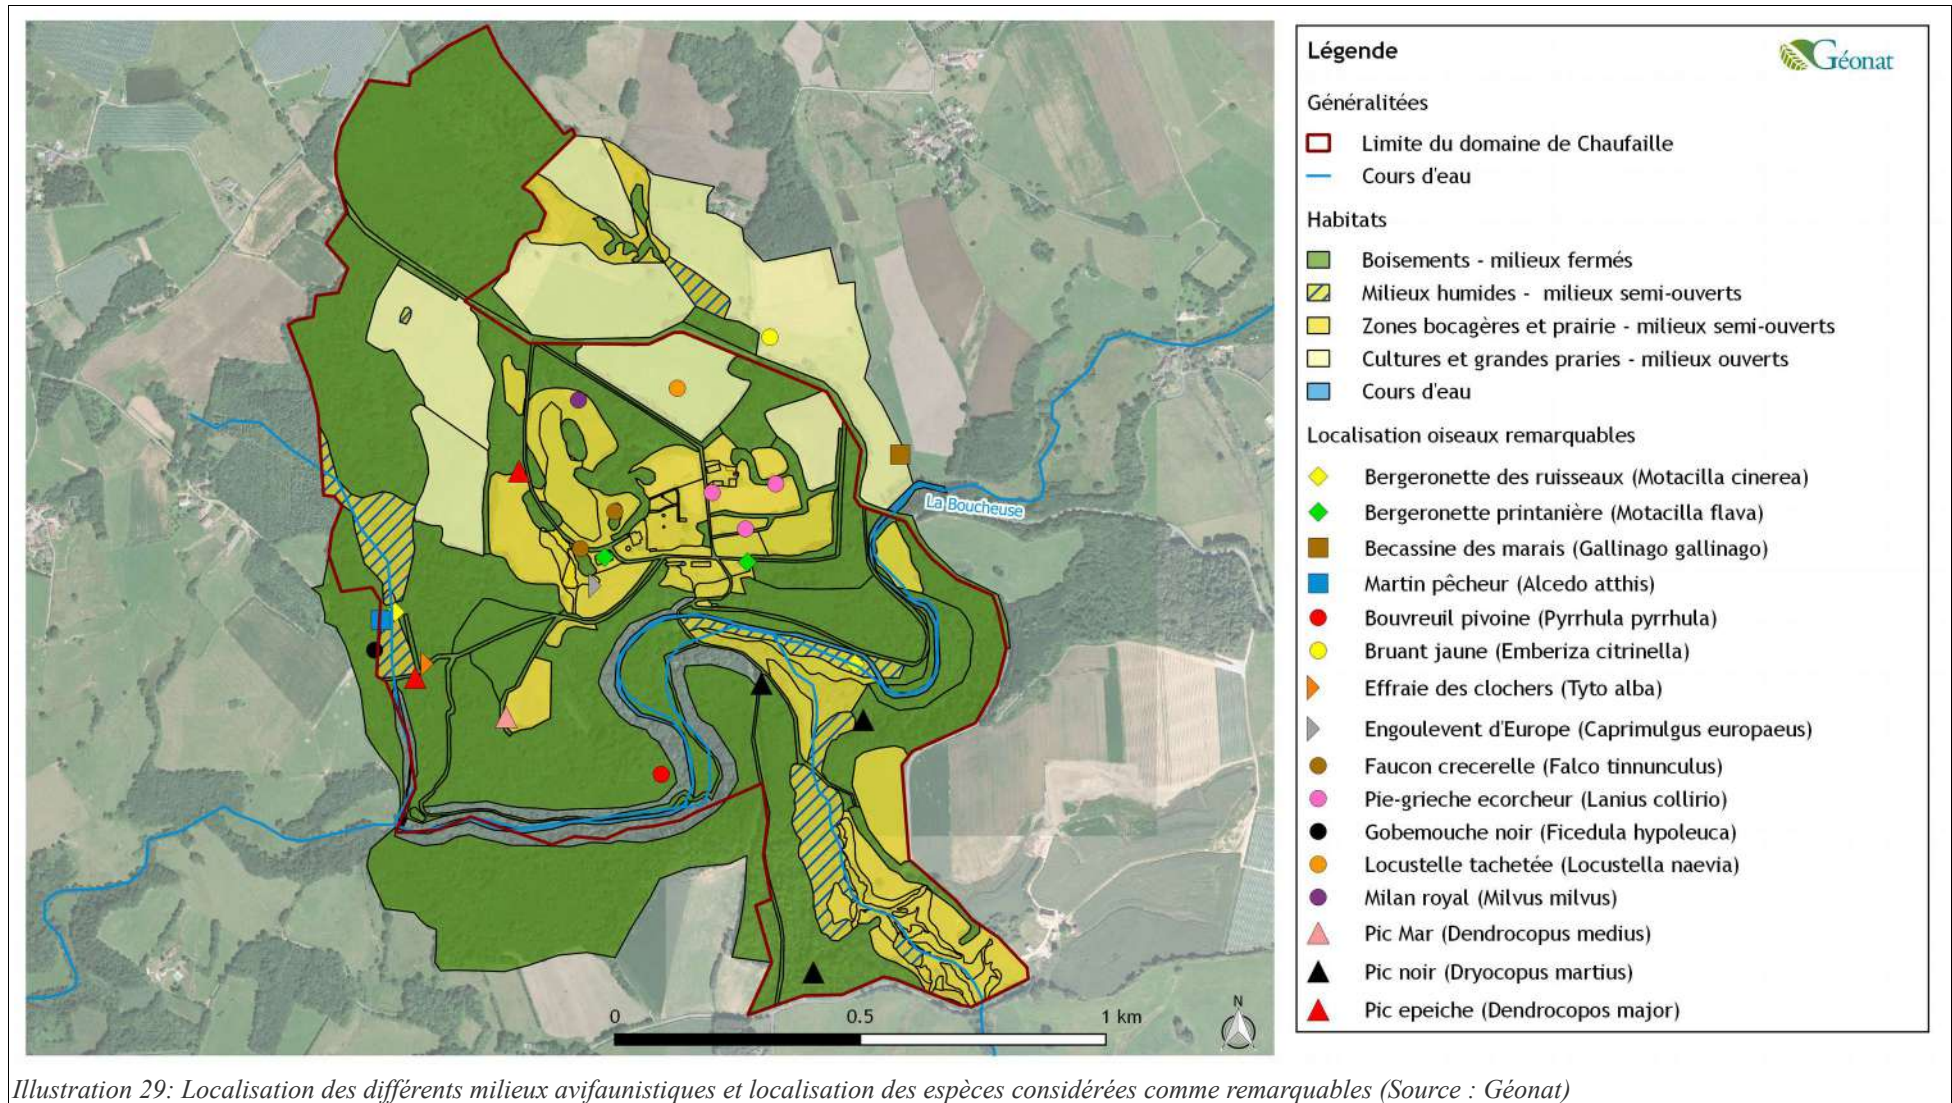 La Boucheuse
0
0.5
1 km
N
Légende
Géonat
Généralitées
Limite du domaine de Chaufaille
Cours d'eau
Habitats
Boisements - milieux fermés
Milieux humides - milieux semi-ouverts
Zones bocagères et prairie - milieux semi-ouverts
Cultures et grandes praries - milieux ouverts
Cours d'eau
Localisation oiseaux remarquables
Bergeronette des ruisseaux (Motacilla cinerea)
Bergeronette printanière (Motacilla flava)
Becassine des marais (Gallinago gallinago)
Martin pêcheur (Alcedo atthis)
Bouvreuil pivoine (Pyrrhula pyrrhula)
Bruant jaune (Emberiza citrinella)
Effraie des clochers (Tyto alba)
Engoulevent d'Europe (Caprimulgus europaeus)
Faucon crecerelle (Falco tinnunculus)
Pie-grieche ecorcheur (Lanius collirio)
Gobemouche noir (Ficedula hypoleuca)
Locustelle tachetée (Locustella naevia)
Milan royal (Milvus milvus)
Pic Mar (Dendrocopus medius)
Pic noir (Dryocopus martius)
Pic epeiche (Dendrocopos major)
Illustration 29: Localisation des différents milieux avifaunistiques et localisation des espèces considérées comme remarquables (Source : Géonat)